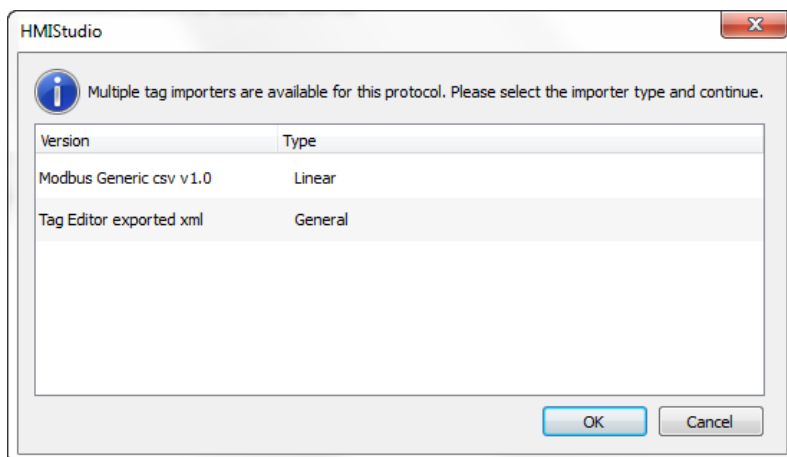 HMIStudio
Multiple tag importers are available for this protocol. Please select the importer type and continue.
Version Type
Modbus Generic csv v1.0 Linear
Tag Editor exported xml General
OK Cancel